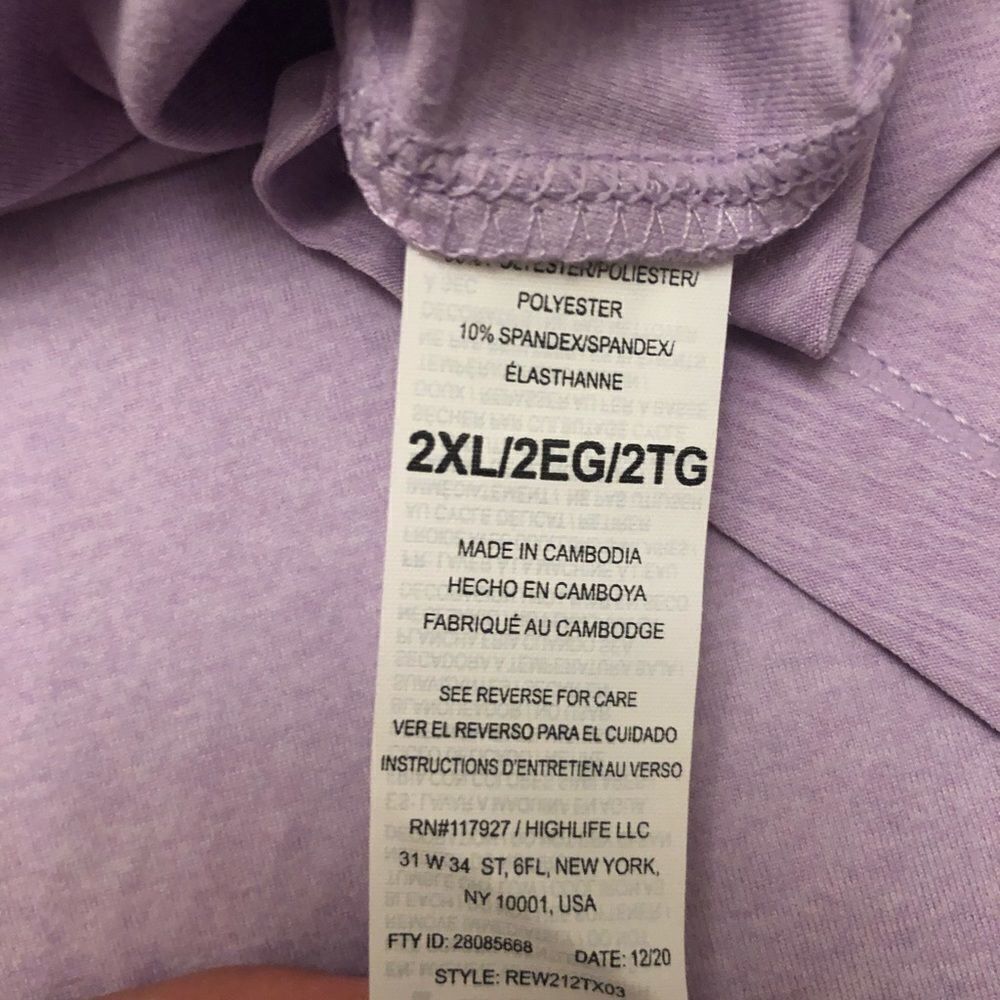 POLYESTER/POLIESTER/
POLYESTER
10% SPANDEX/SPANDEX/
ÉLASTHANNE
2XL/2EG/2TG
MADE IN CAMBODIA
HECHO EN CAMBOYA
FABRIQUÉ AU CAMBODGE
SEE REVERSE FOR CARE
VER EL REVERSO PARA EL CUIDADO
INSTRUCTIONS D'ENTRETIEN AU VERSO
RN#117927 / HIGHLIFE LLC
31 W 34 ST, 6FL, NEW YORK,
NY 10001, USA
FTY ID: 28085668 DATE: 12/20
STYLE: REW212TX03